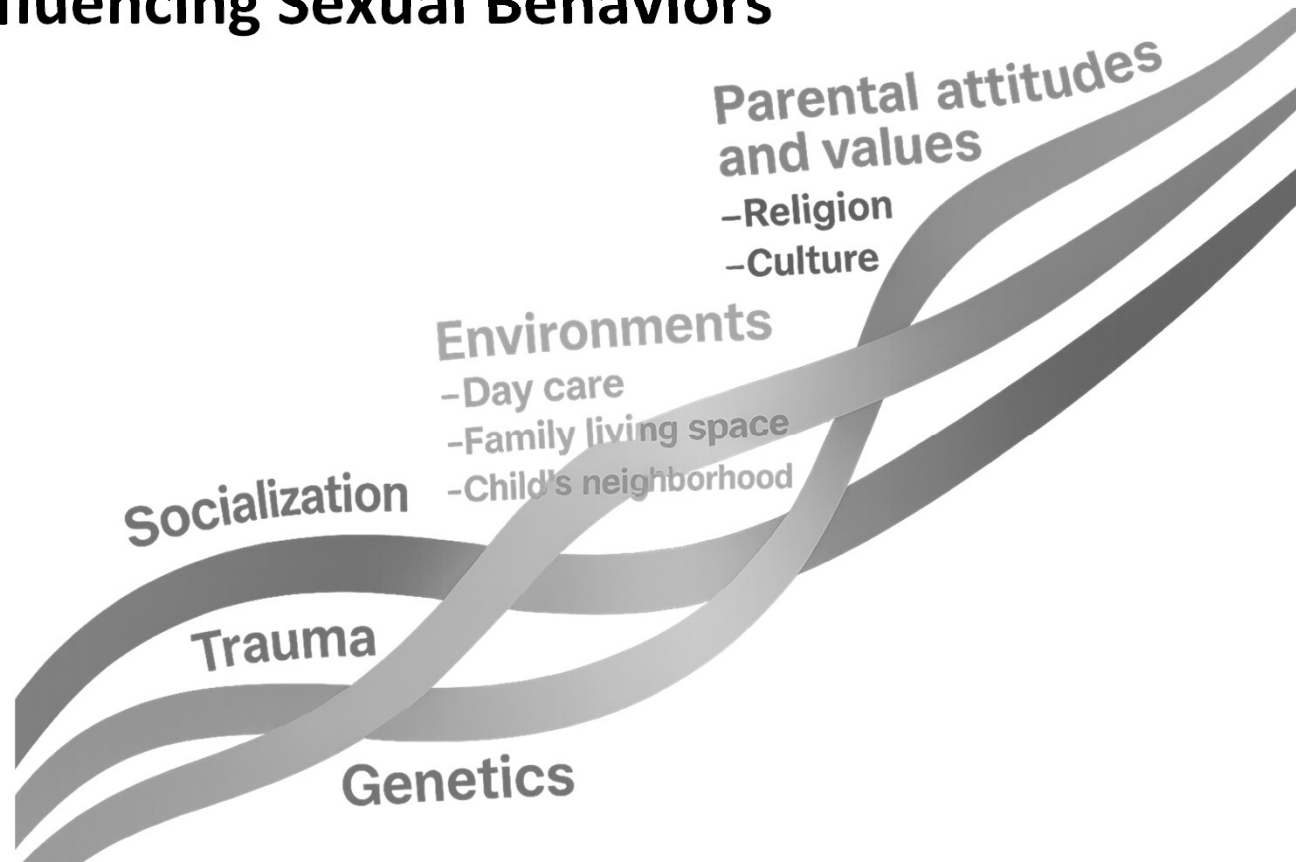 fluencing Sexual Behaviors
Parental attitudes
and values
–Religion
–Culture
Environments
–Day care
–Family living space
–Child's neighborhood
Socialization
Trauma
Genetics